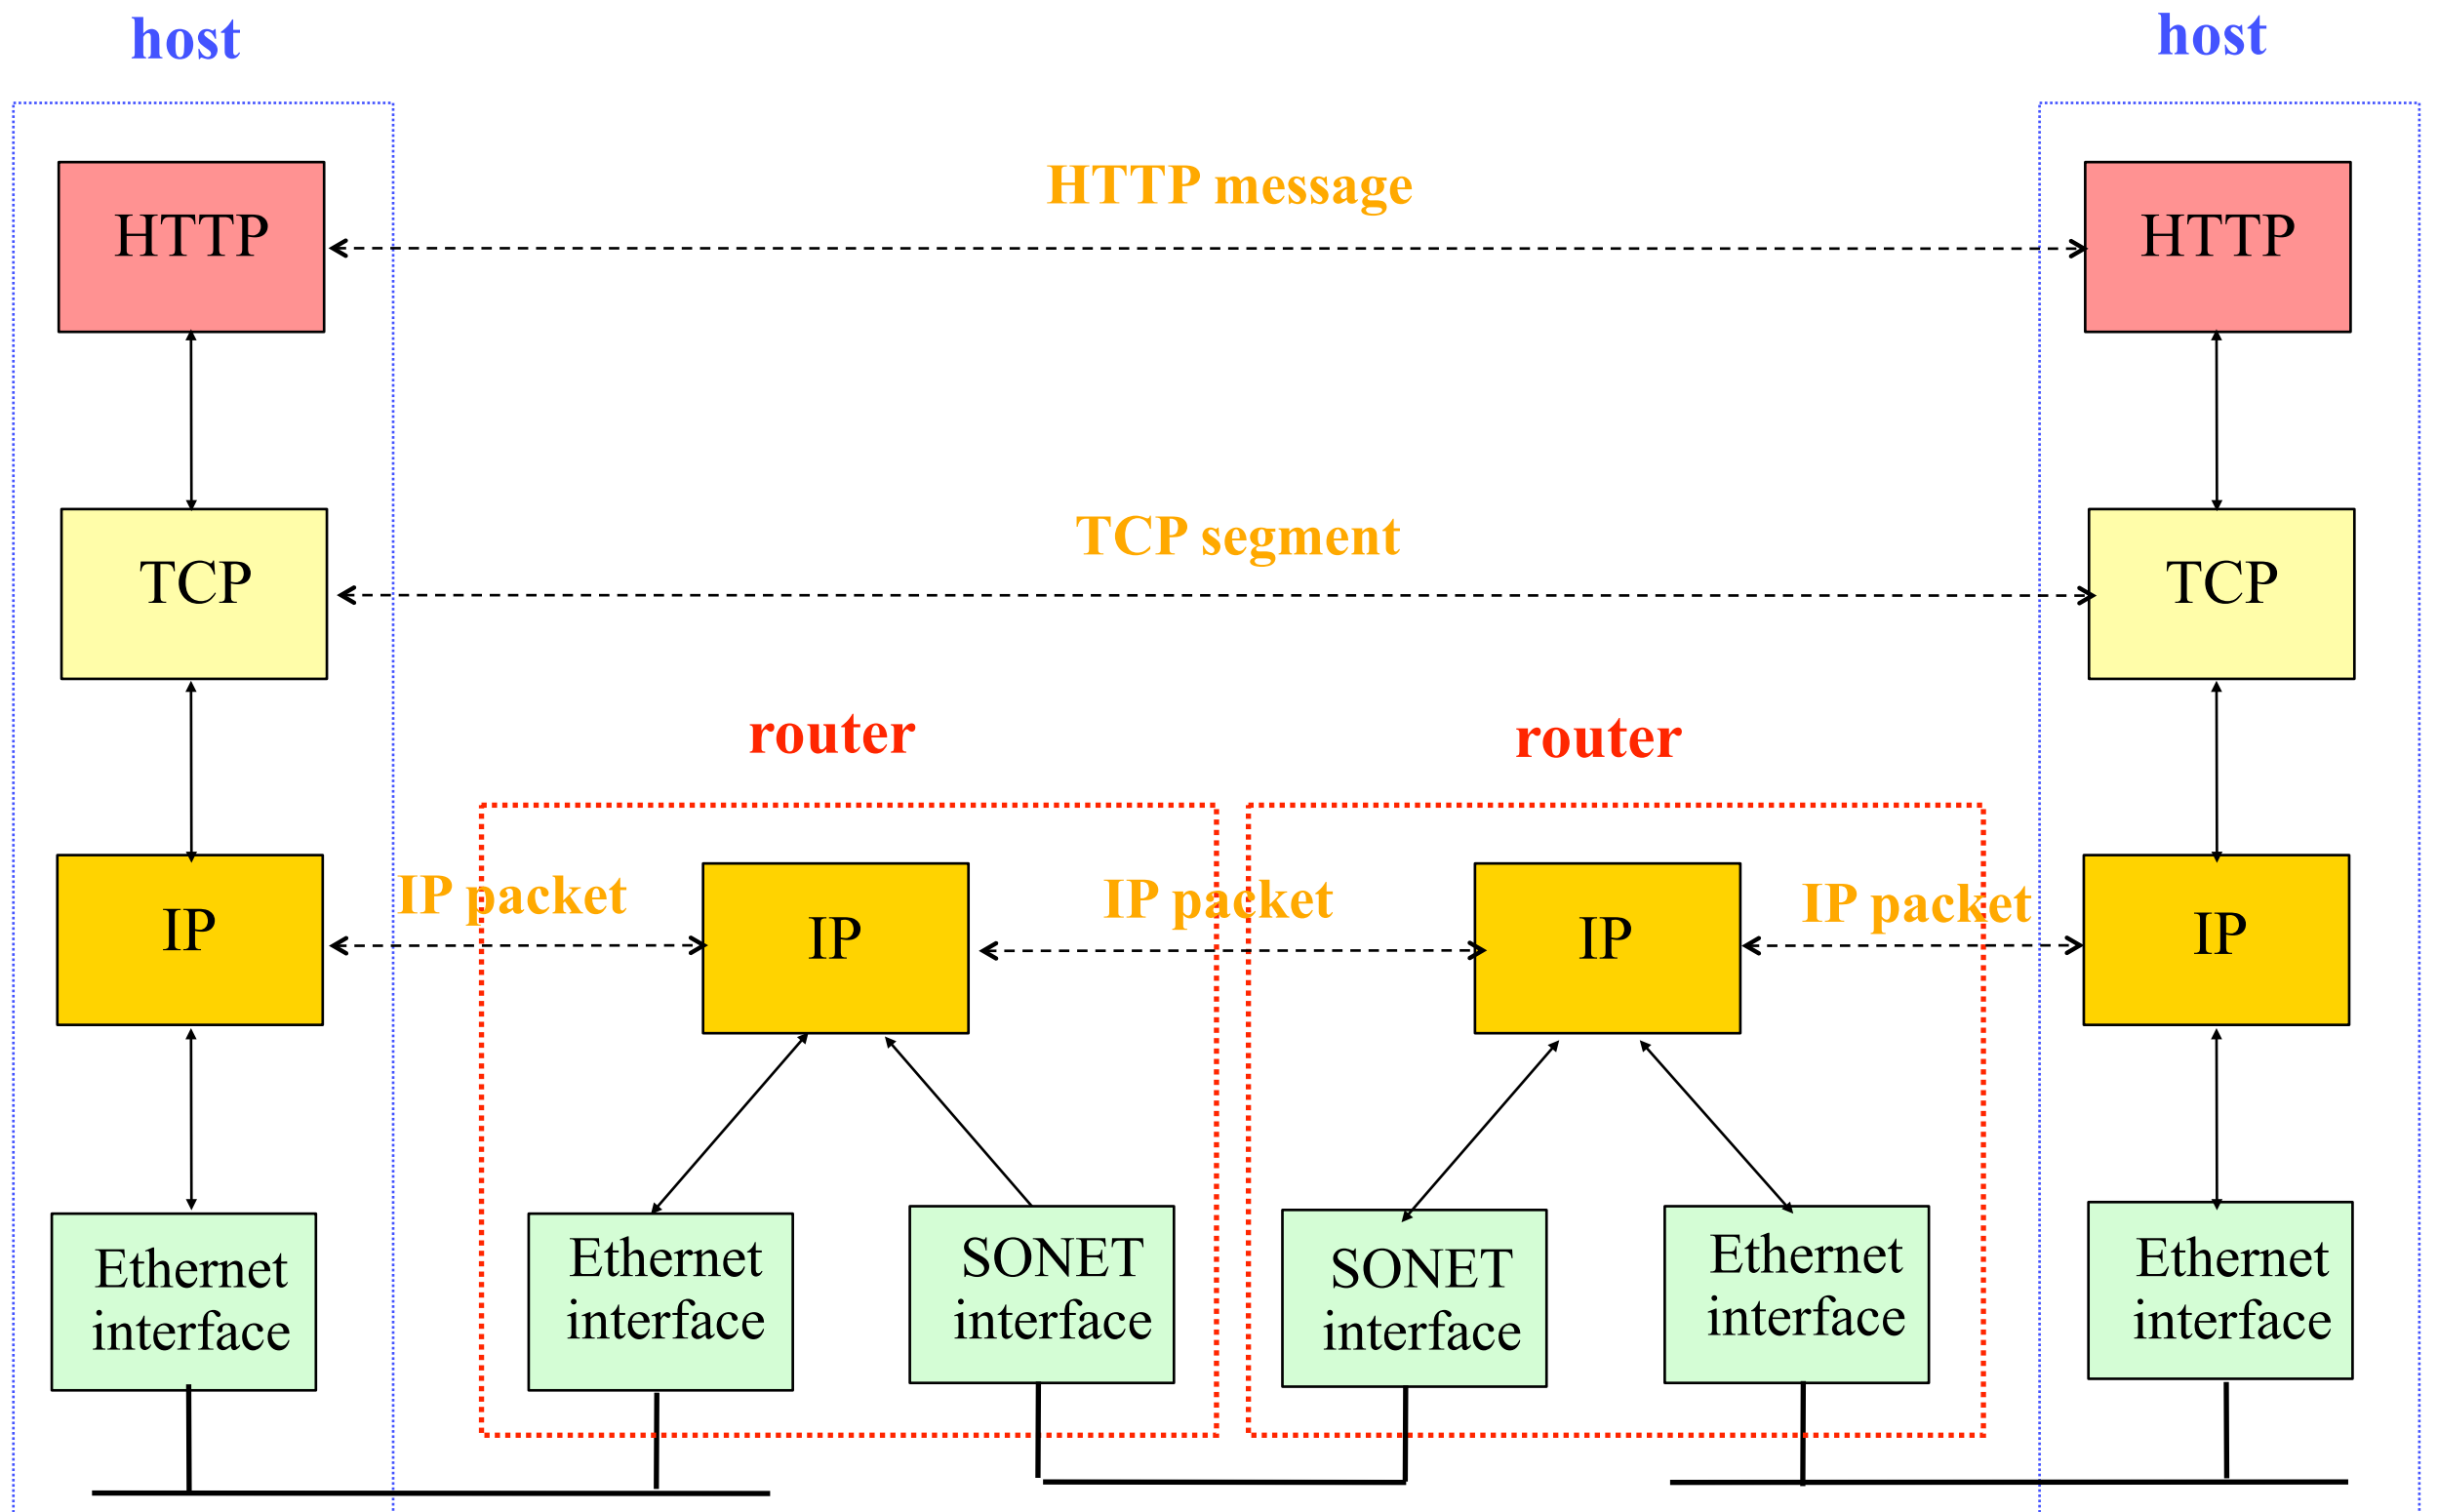 host
host
HTTP
HTTP message
HTTP
TCP
TCP segment
TCP
router
router
IP
IP packet
IP
IP packet
IP
IP packet
IP
Ethernet
interface
Ethernet
interface
SONET
interface
SONET
interface
Ethernet
interface
Ethernet
interface